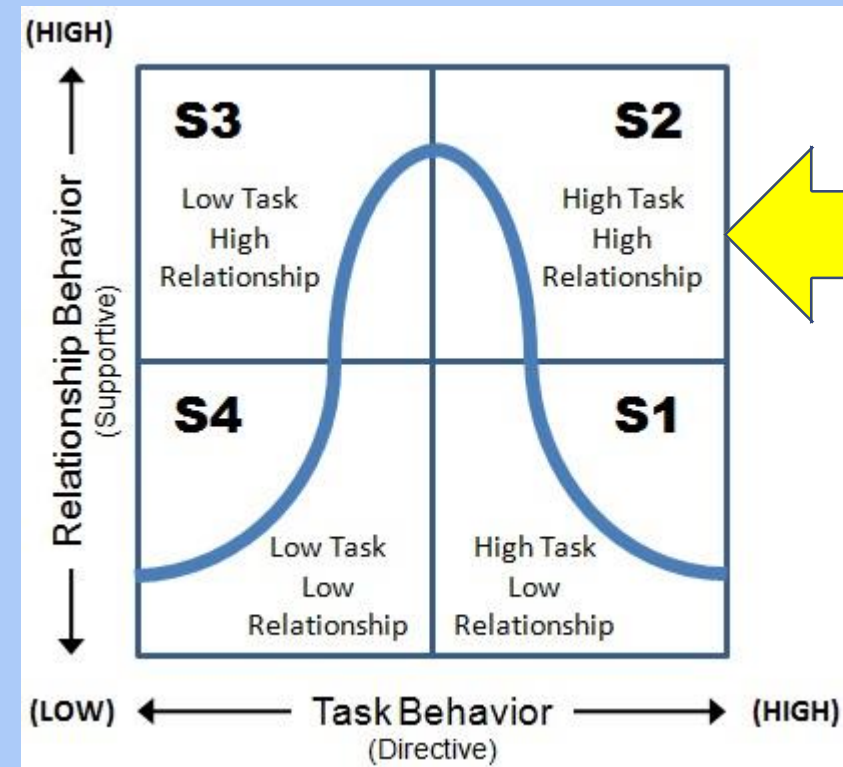 (HIGH)
Relationship Behavior
(Supportive)
S3
Low Task
High
Relationship
S2
High Task
High
Relationship
S4
Low Task
Low
Relationship
S1
High Task
Low
Relationship
(LOW)
Task Behavior
(Directive)
(HIGH)